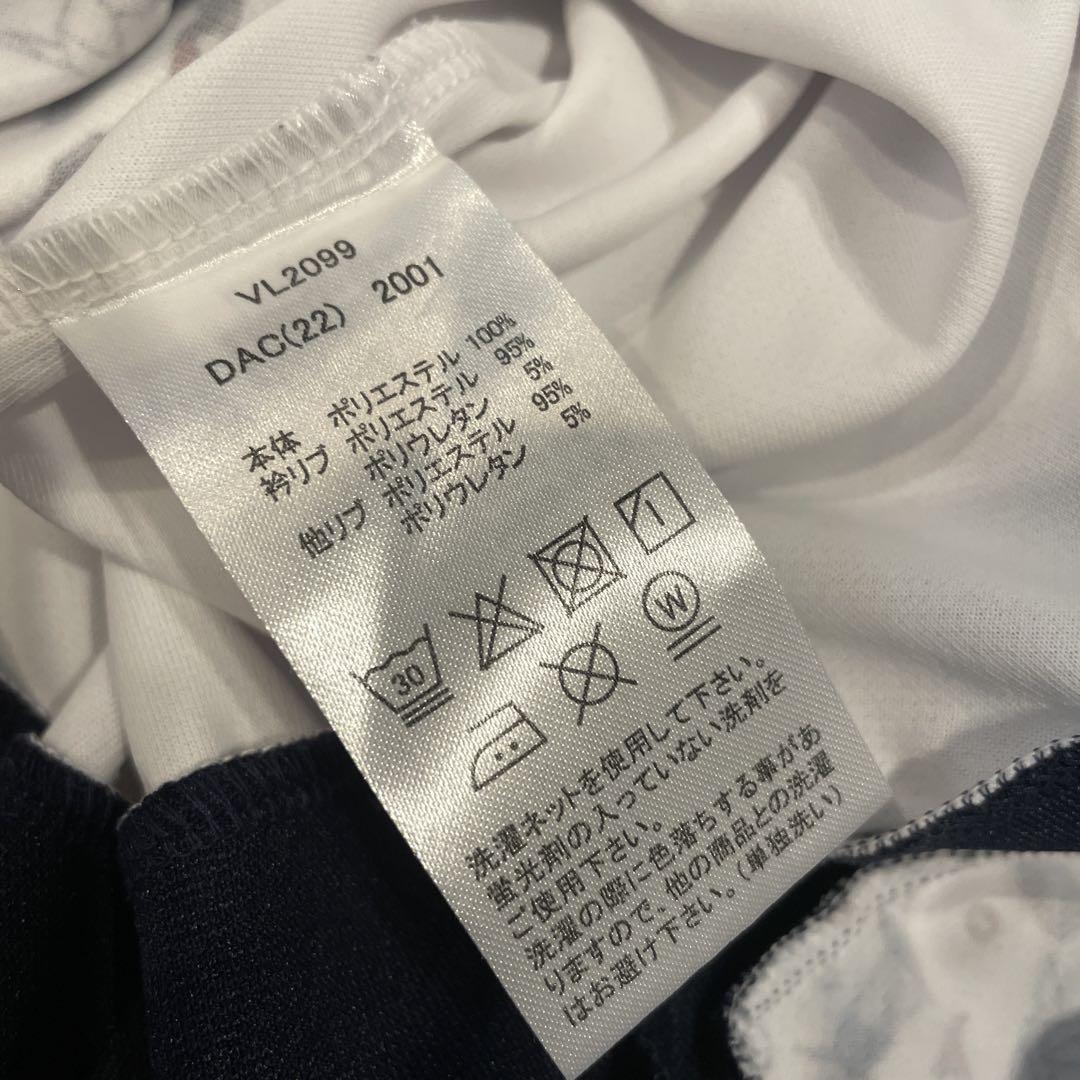 VL2099
DAC(22) 2001
本体 ポリエステル 100%
衿リブ ポリエステル 95%
ポリウレタン 5%
他リブ ポリエステル 95%
ポリウレタン 5%
30
W
洗濯ネットを使用して下さい。
蛍光剤の入っていない洗剤を
ご使用下さい。
洗濯の際に色落ちする事があ
りますので、他の商品との洗濯
はお避け下さい。(単独洗い)